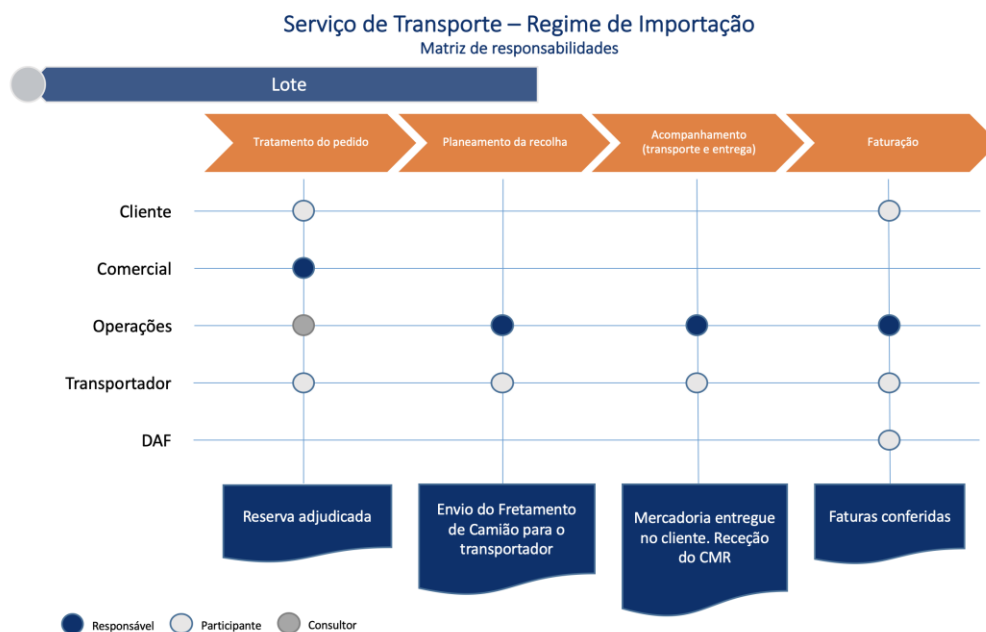 Serviço de Transporte – Regime de Importação
Matriz de responsabilidades
Lote
Tratamento do pedido
Planeamento da recolha
Acompanhamento
(transporte e entrega)
Faturação
Cliente
Comercial
Operações
Transportador
DAF
Reserva adjudicada
Envio do Fretamento
de Camião para o
transportador
Mercadoria entregue
no cliente. Receção
do CMR
Faturas conferidas
Responsável
Participante
Consultor